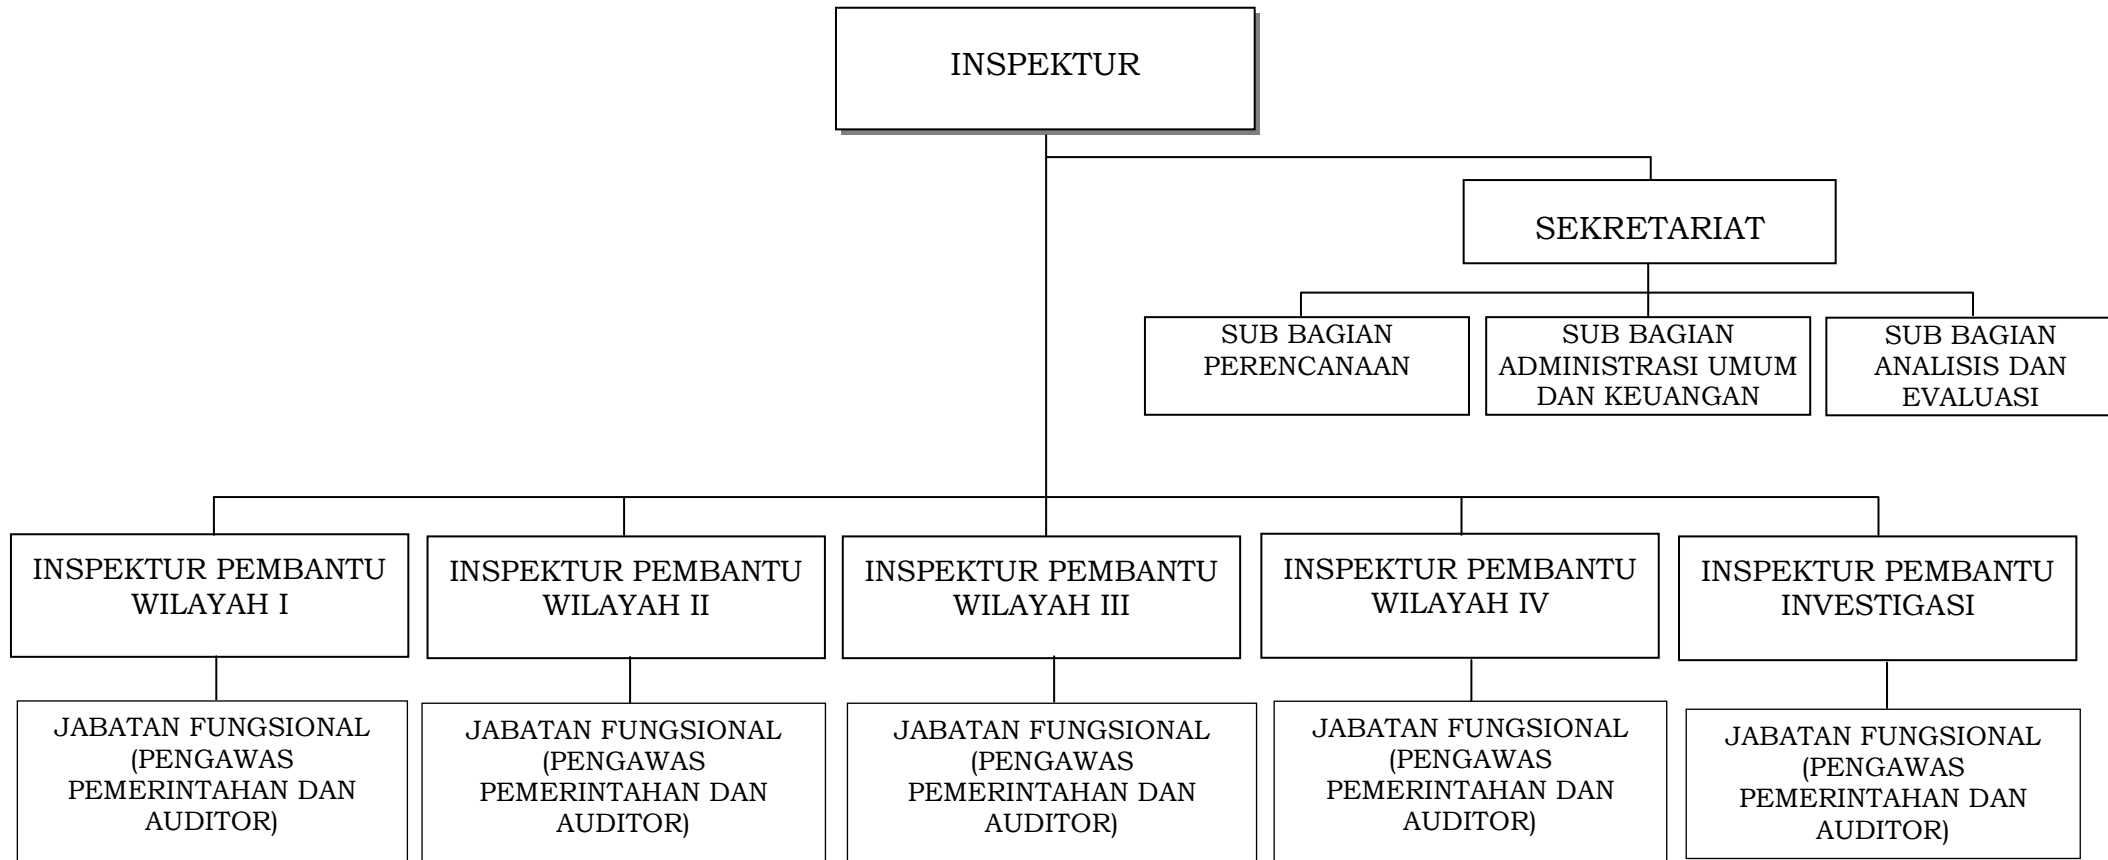 INSPEKTUR
SEKRETARIAT
SUB BAGIAN
PERENCANAAN
SUB BAGIAN
ADMINISTRASI UMUM
DAN KEUANGAN
SUB BAGIAN
ANALISIS DAN
EVALUASI
INSPEKTUR PEMBANTU
WILAYAH I
INSPEKTUR PEMBANTU
WILAYAH II
INSPEKTUR PEMBANTU
WILAYAH III
INSPEKTUR PEMBANTU
WILAYAH IV
INSPEKTUR PEMBANTU
INVESTIGASI
JABATAN FUNGSIONAL
(PENGAWAS
PEMERINTAHAN DAN
AUDITOR)
JABATAN FUNGSIONAL
(PENGAWAS
PEMERINTAHAN DAN
AUDITOR)
JABATAN FUNGSIONAL
(PENGAWAS
PEMERINTAHAN DAN
AUDITOR)
JABATAN FUNGSIONAL
(PENGAWAS
PEMERINTAHAN DAN
AUDITOR)
JABATAN FUNGSIONAL
(PENGAWAS
PEMERINTAHAN DAN
AUDITOR)